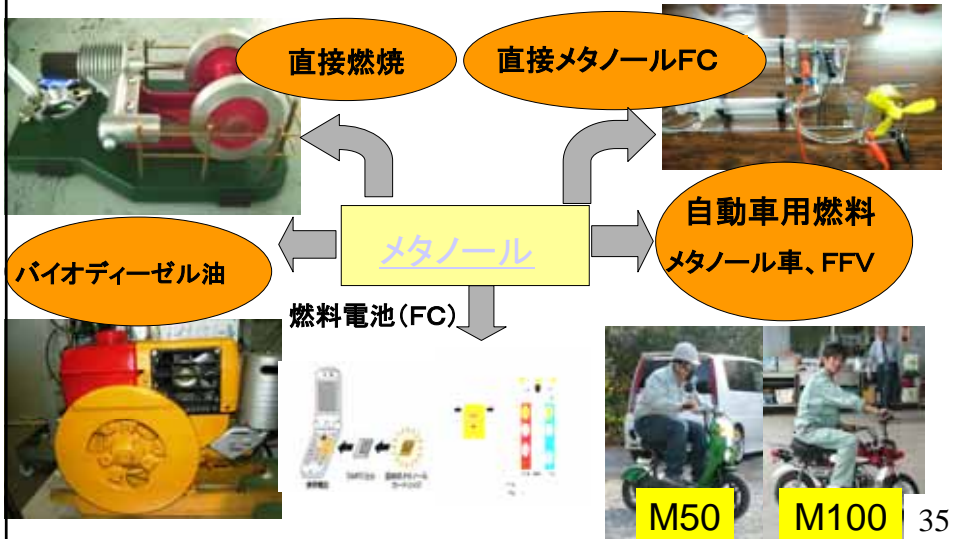 直接燃焼
直接メタノールFC
メタノール
自動車用燃料
メタノール車、FFV
バイオディーゼル油
燃料電池(FC)
M50
M100
35